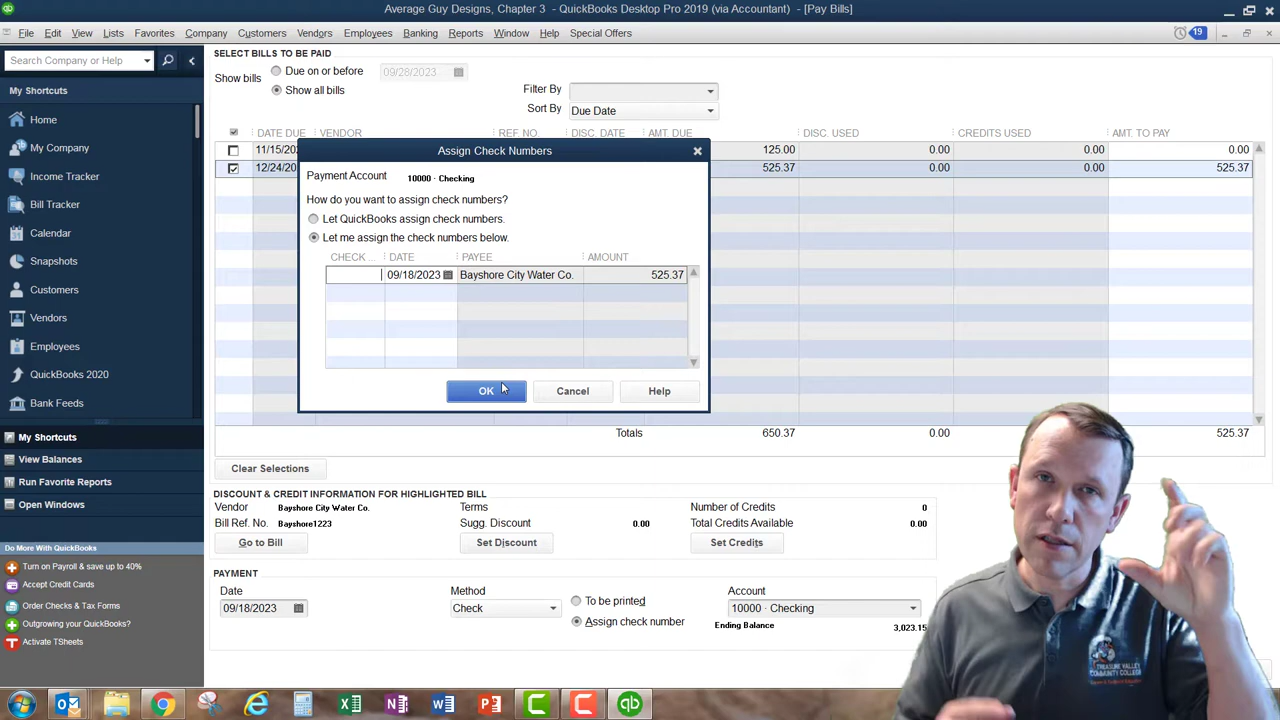 Average Guy Designs, Chapter 3 - QuickBooks Desktop Pro 2019 (via Accountant) - [Pay Bills]
File Edit View Lists Favorites Company Customers Vendors Employees Banking Reports Window Help Special Offers 19
Search Company or Help
My Shortcuts
Home
My Company
Income Tracker
Bill Tracker
Calendar
Snapshots
Customers
Vendors
Employees
QuickBooks 2020
Bank Feeds
My Shortcuts
View Balances
Run Favorite Reports
Open Windows
Do More With QuickBooks
Turn on Payroll & save up to 40%
Accept Credit Cards
Order Checks & Tax Forms
Outgrowing your QuickBooks?
Activate TSheets
SELECT BILLS TO BE PAID
Show bills
Due on or before 09/28/2023
Show all bills
Filter By
Sort By Due Date
DATE DUE VENDOR REF. NO. DISC. DATE AMT. DUE DISC. USED CREDITS USED AMT. TO PAY
11/15/202 125.00 0.00 0.00 0.00
12/24/20 525.37 0.00 0.00 525.37
Assign Check Numbers
Payment Account 10000 · Checking
How do you want to assign check numbers?
Let QuickBooks assign check numbers.
Let me assign the check numbers below.
CHECK ... DATE PAYEE AMOUNT
09/18/2023 Bayshore City Water Co. 525.37
OK Cancel Help
Totals 650.37 0.00 525.37
Clear Selections
DISCOUNT & CREDIT INFORMATION FOR HIGHLIGHTED BILL
Vendor Bayshore City Water Co. Terms Number of Credits 0
Bill Ref. No. Bayshore1223 Sugg. Discount 0.00 Total Credits Available 0.00
Go to Bill Set Discount Set Credits
PAYMENT
Date Method Account
09/18/2023 Check To be printed 10000 · Checking
Assign check number Ending Balance 3,023.15
TREASURE VALLEY
COMMUNITY COLLEGE